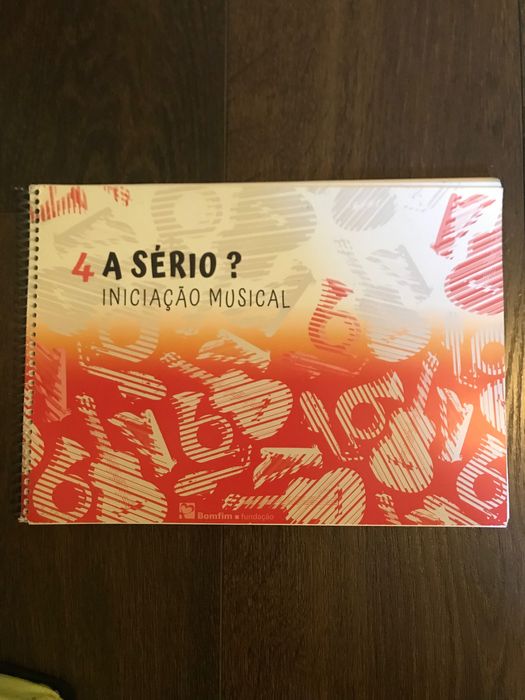 4 A SÉRIO ?
INICIAÇÃO MUSICAL
Bomfim fundação